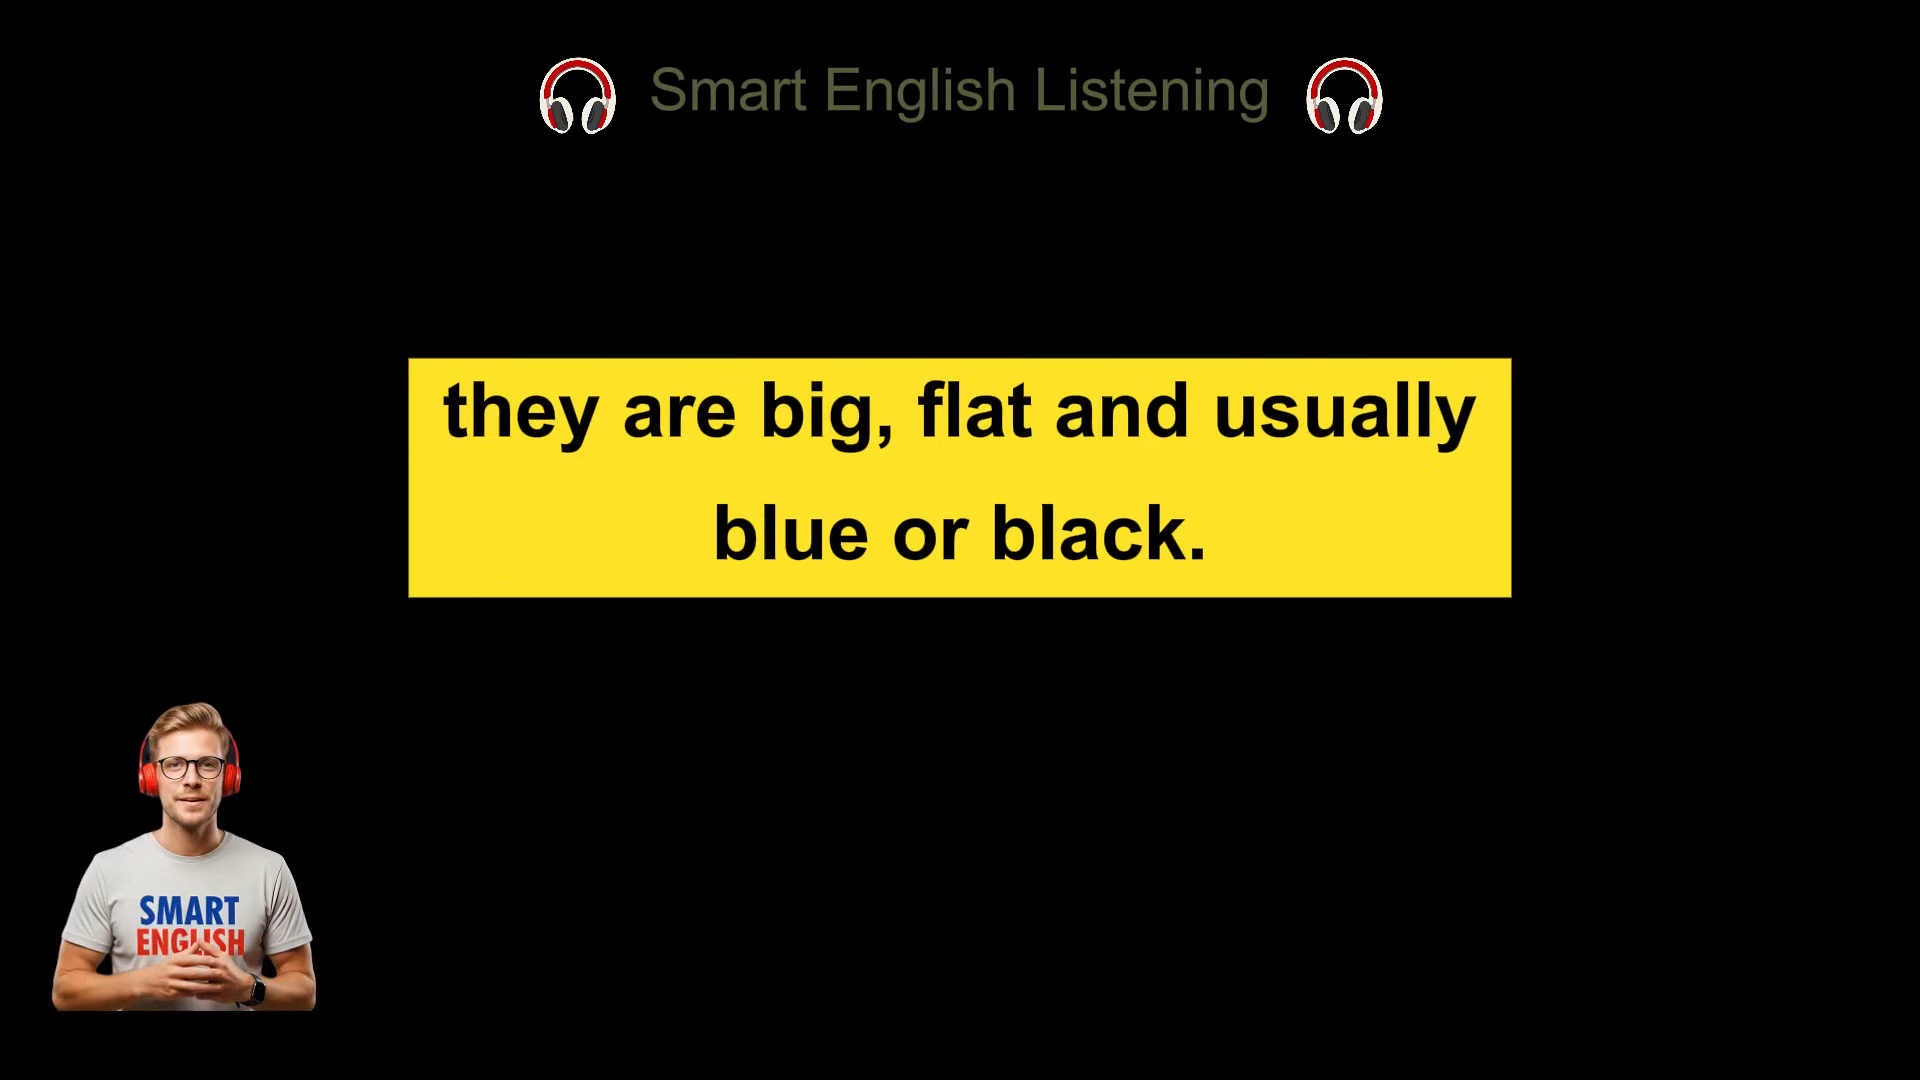 Smart English Listening
they are big, flat and usually
blue or black.
SMART
ENGLISH